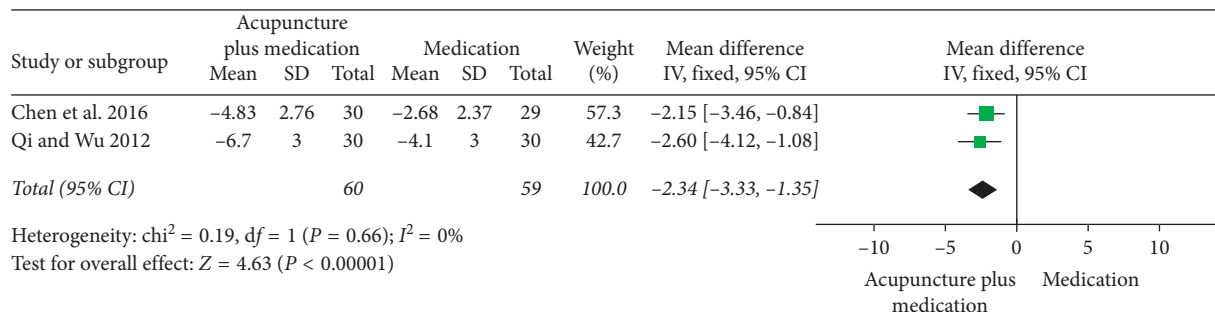 Study or subgroup Acupuncture plus medication Medication Weight (%) Mean difference IV, fixed, 95% CI Mean difference IV, fixed, 95% CI
Mean SD Total Mean SD Total
Chen et al. 2016 –4.83 2.76 30 –2.68 2.37 29 57.3 –2.15 [–3.46, –0.84]
Qi and Wu 2012 –6.7 3 30 –4.1 3 30 42.7 –2.60 [–4.12, –1.08]
Total (95% CI) 60 59 100.0 –2.34 [–3.33, –1.35]
Heterogeneity: chi² = 0.19, df = 1 (P = 0.66); I² = 0%
Test for overall effect: Z = 4.63 (P < 0.00001)
–10 –5 0 5 10
Acupuncture plus medication Medication